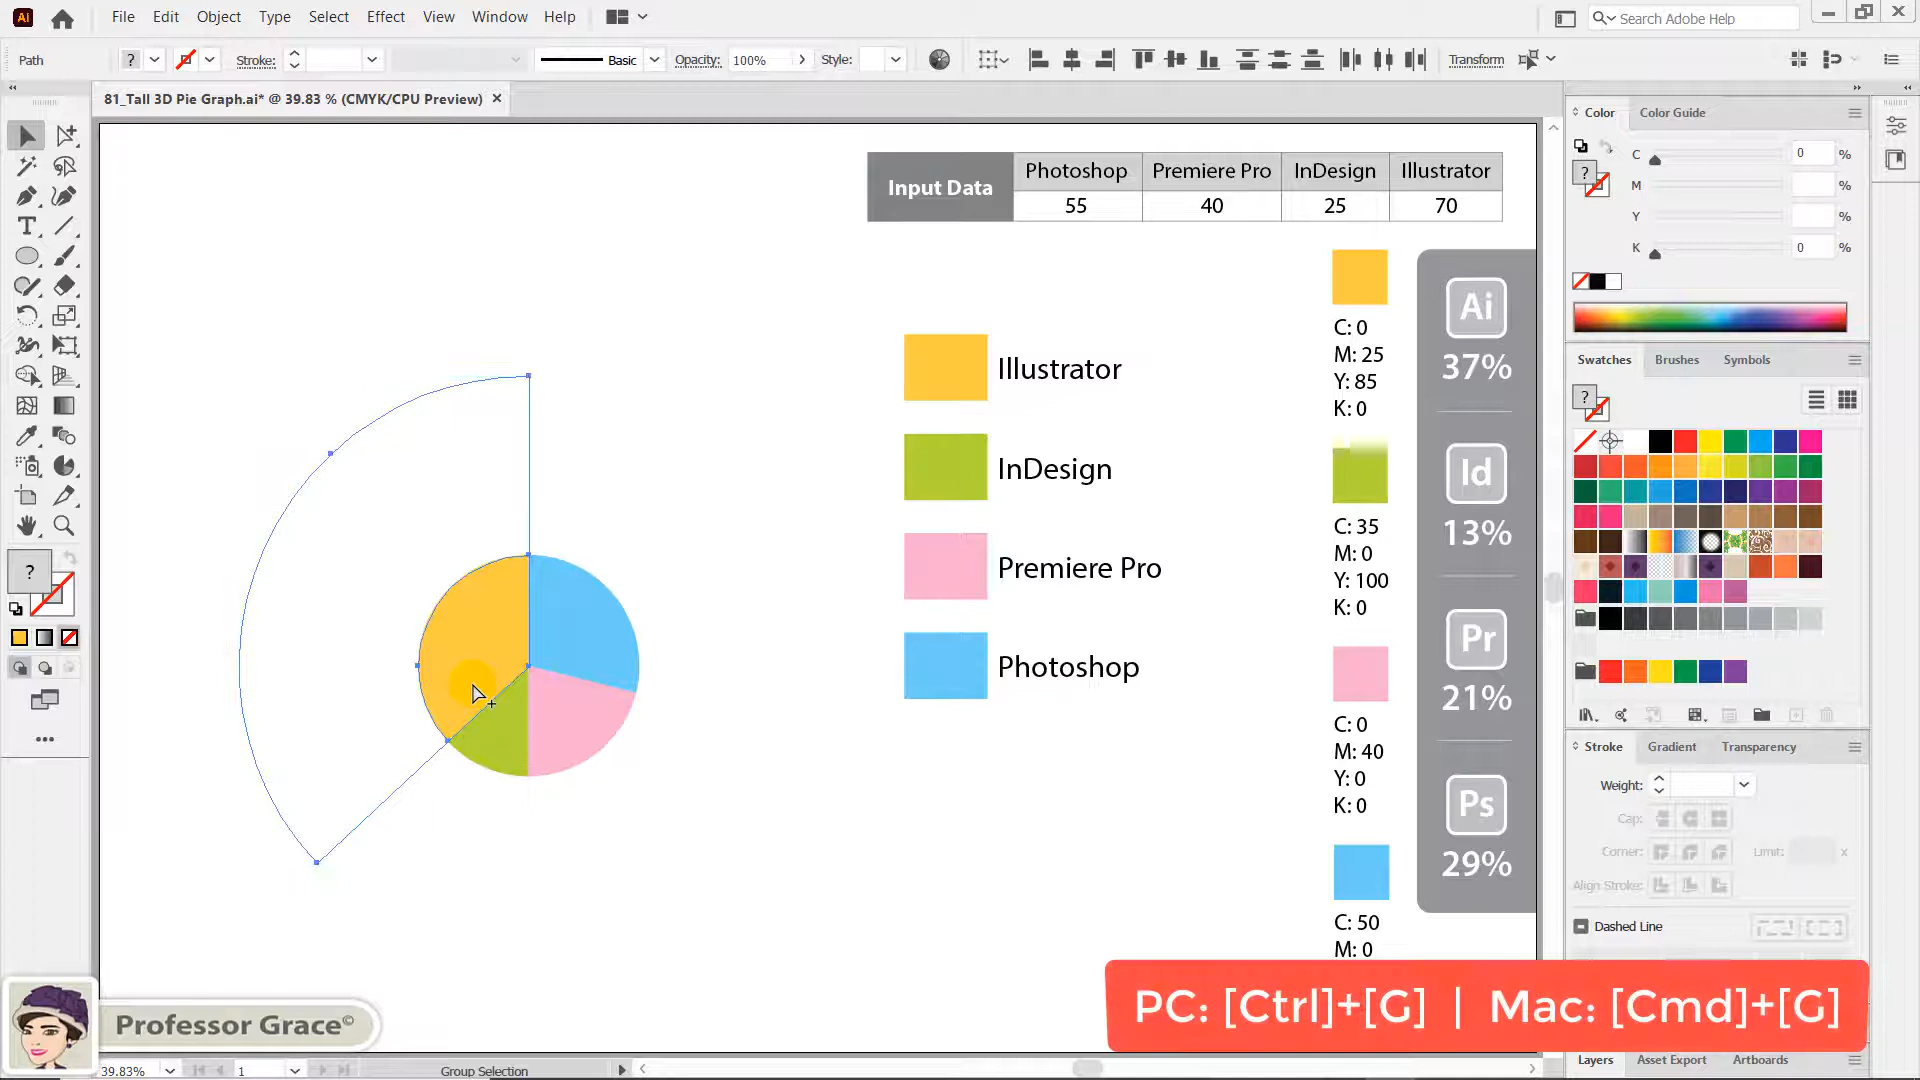 Ai
File Edit Object Type Select Effect View Window Help
Search Adobe Help
Path
?
Stroke:
Basic
Opacity: 100%
Style:
Transform
81_Tall 3D Pie Graph.ai* @ 39.83 % (CMYK/CPU Preview)
Color Color Guide
?
C 0 %
M
Y %
K 0 %
Input Data Photoshop Premiere Pro InDesign Illustrator
55 40 25 70
Illustrator
InDesign
Premiere Pro
Photoshop
C: 0
M: 25
Y: 85
K: 0
C: 35
M: 0
Y: 100
K: 0
C: 0
M: 40
Y: 0
K: 0
C: 50
M: 0
Ai
37%
Id
13%
Pr
21%
Ps
29%
Swatches Brushes Symbols
?
?
Stroke Gradient Transparency
Weight:
Cap:
Corner: Limit: x
Align Stroke:
Dashed Line
Professor Grace©
PC: [Ctrl]+[G] | Mac: [Cmd]+[G]
Layers Asset Export Artboards
39.83% 1 Group Selection